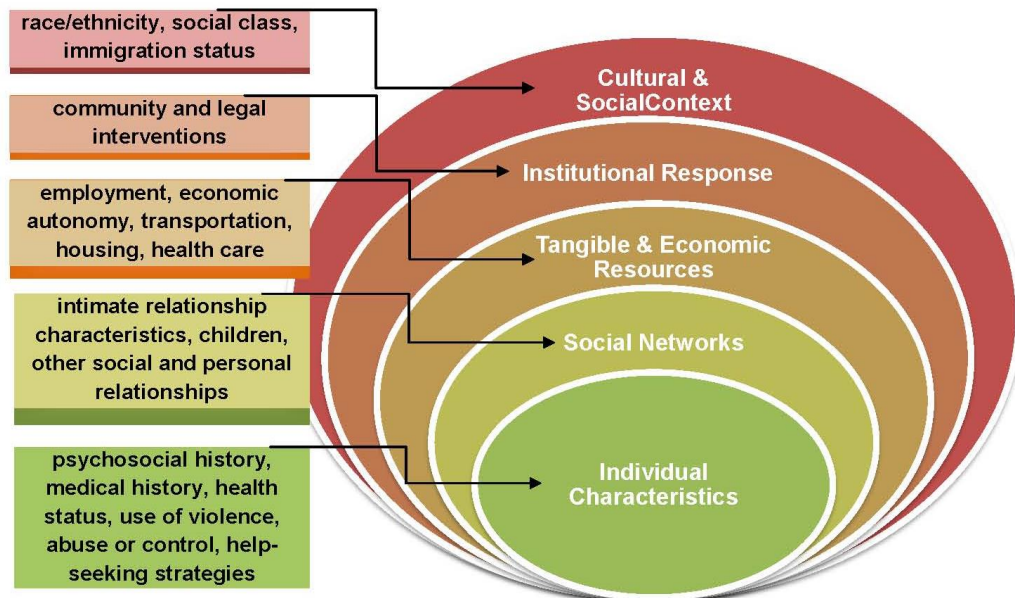 race/ethnicity, social class,
immigration status
community and legal
interventions
employment, economic
autonomy, transportation,
housing, health care
intimate relationship
characteristics, children,
other social and personal
relationships
psychosocial history,
medical history, health
status, use of violence,
abuse or control, help-
seeking strategies
Cultural &
SocialContext
Institutional Response
Tangible & Economic
Resources
Social Networks
Individual
Characteristics